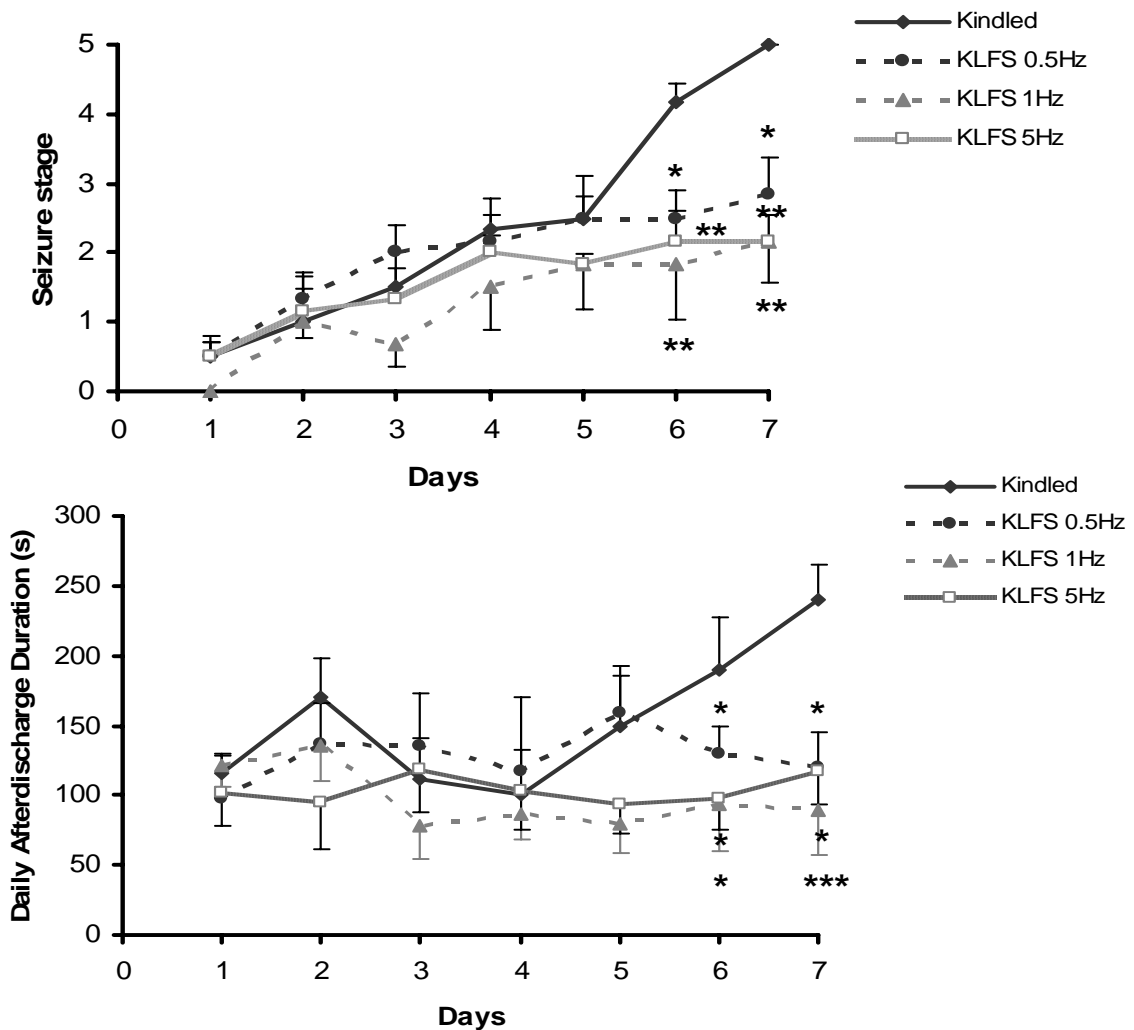 Kindled
KLFS 0.5Hz
KLFS 1Hz
KLFS 5Hz
5
4
3
2
1
0
Seizure stage
*
*
**
**
**
**
0 1 2 3 4 5 6 7
Days
Kindled
KLFS 0.5Hz
KLFS 1Hz
KLFS 5Hz
300
250
200
150
100
50
0
Daily Afterdischarge Duration (s)
* *
* *
* ***
0 1 2 3 4 5 6 7
Days